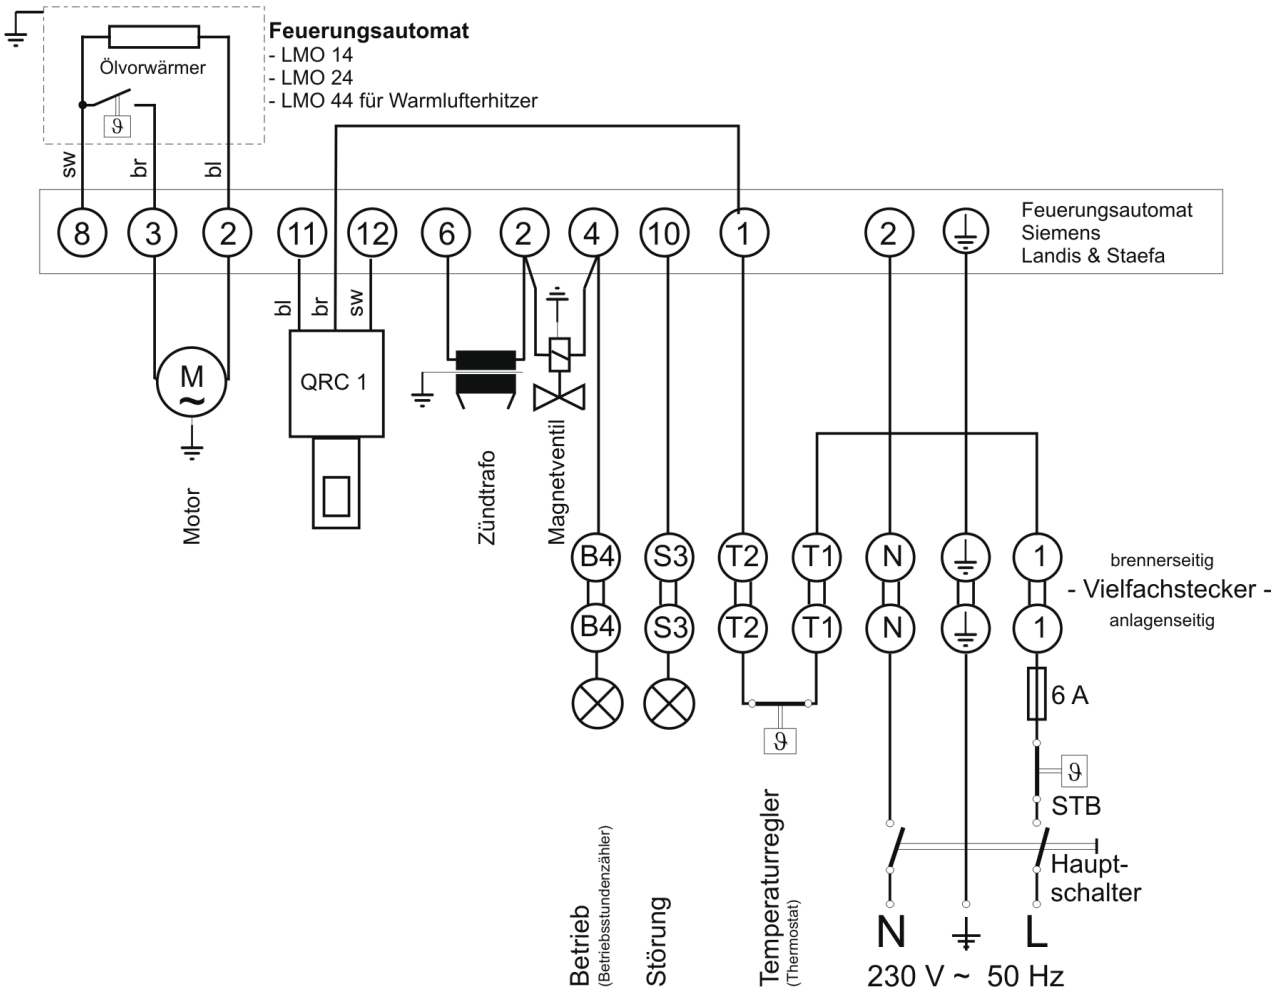 Feuerungsautomat
- LMO 14
- LMO 24
- LMO 44 für Warmlufterhitzer
Ölvorwärmer
ϑ
sw
br
bl
8
3
2
11
12
6
2
4
10
1
2
Feuerungsautomat
Siemens
Landis & Staefa
bl
br
sw
M
~
QRC 1
Motor
Zündtrafo
Magnetventil
B4
S3
T2
T1
N
1
brennerseitig
- Vielfachstecker -
anlagenseitig
B4
S3
T2
T1
N
1
6 A
ϑ
ϑ
STB
Haupt-
schalter
Betrieb
(Betriebsstundenzähler)
Störung
Temperaturregler
(Thermostat)
N
L
230 V ~ 50 Hz